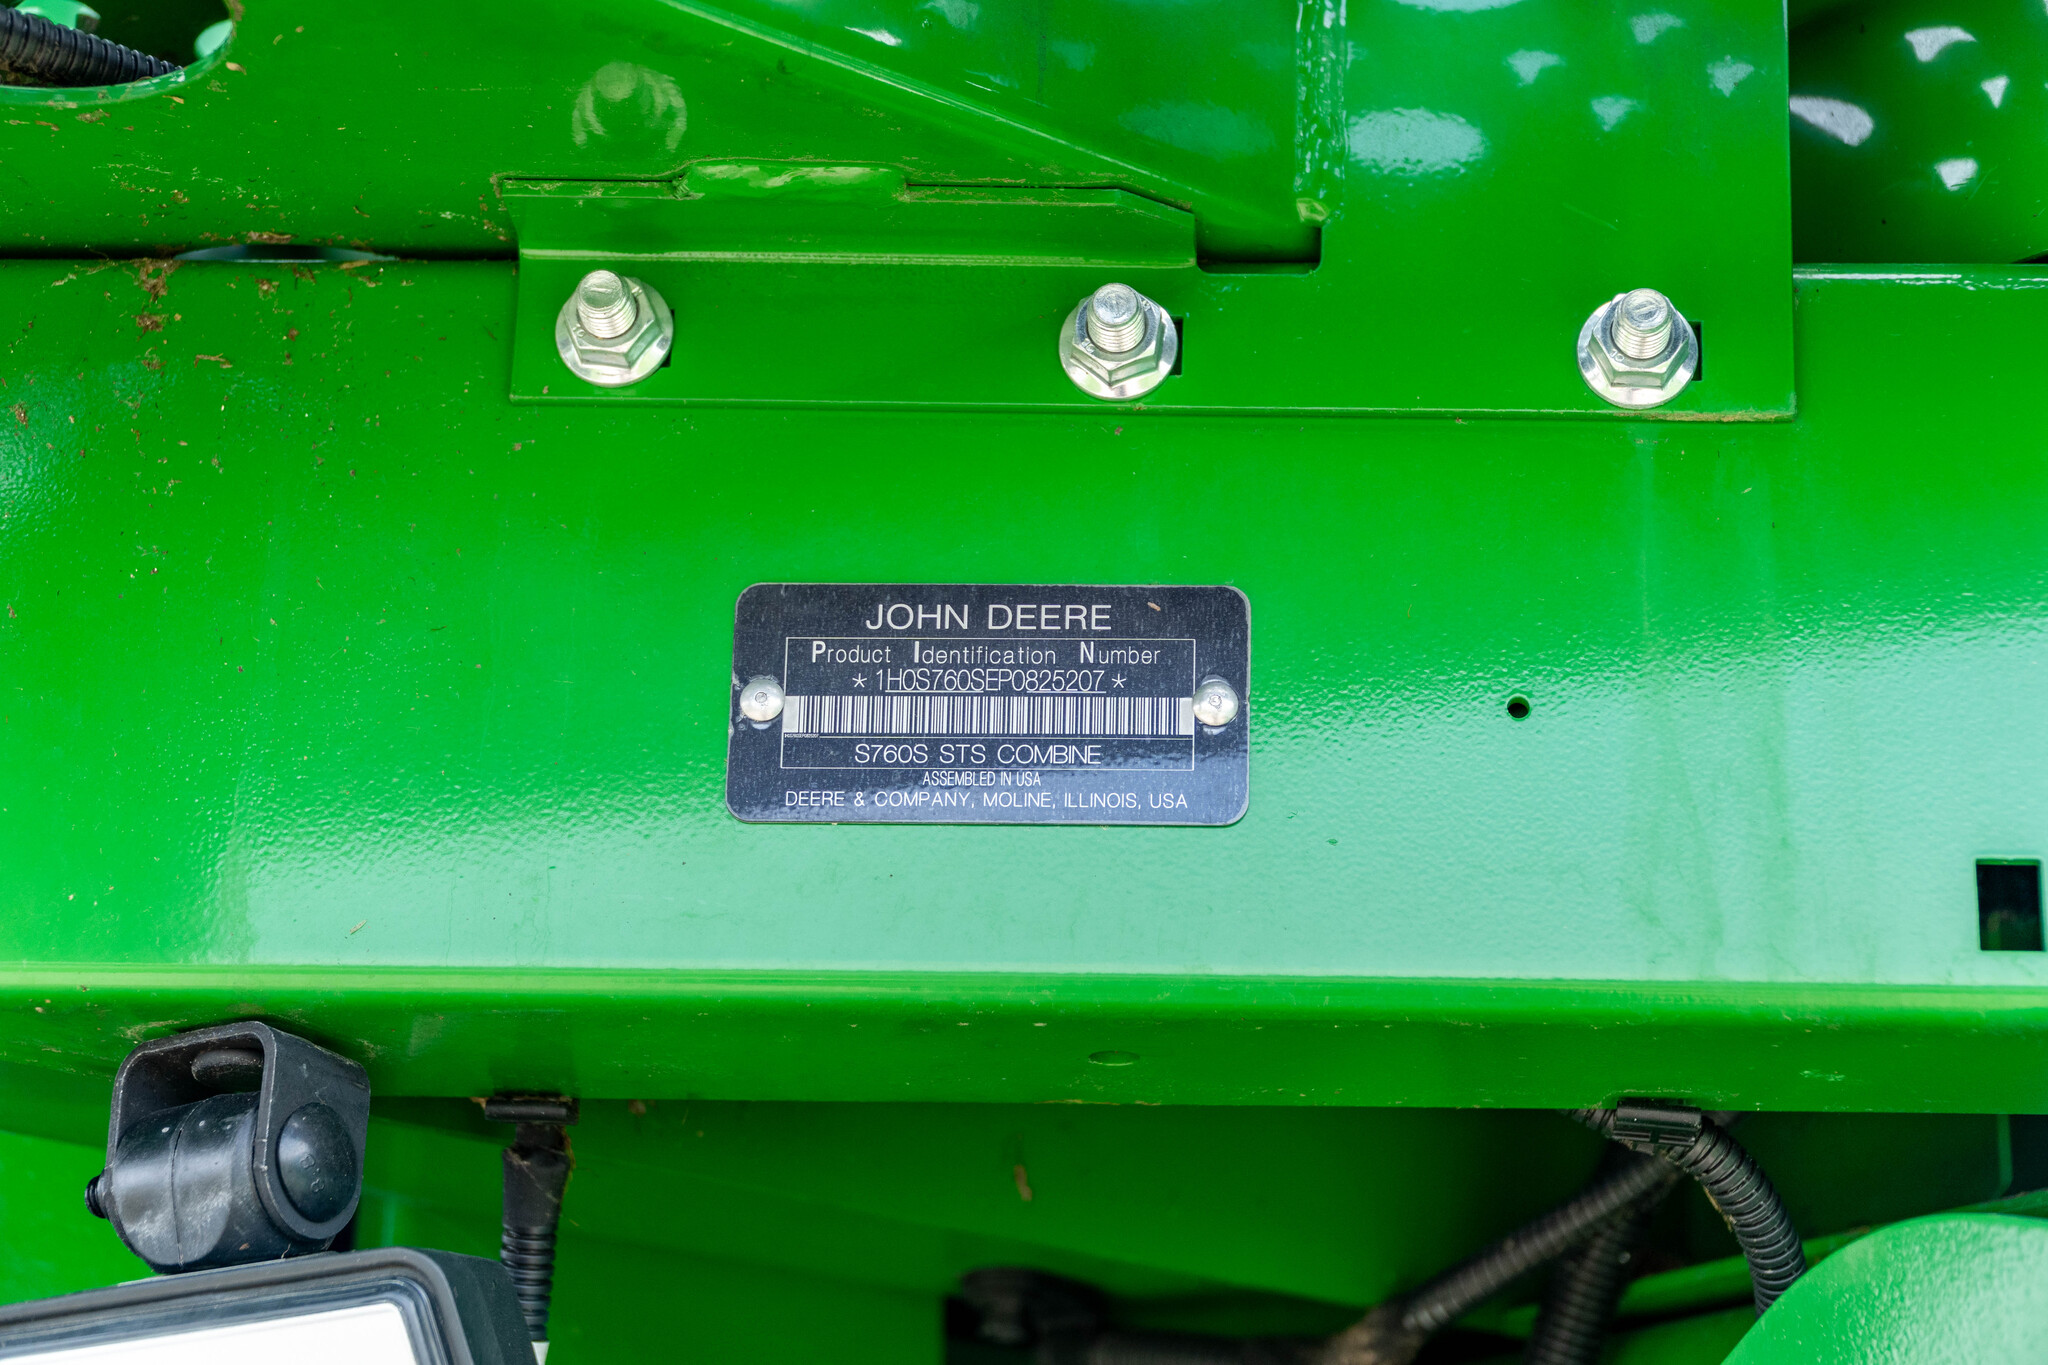 JOHN DEERE
Product Identification Number
*1H0S760SEP0825207*
S760S STS COMBINE
ASSEMBLED IN USA
DEERE & COMPANY, MOLINE, ILLINOIS, USA